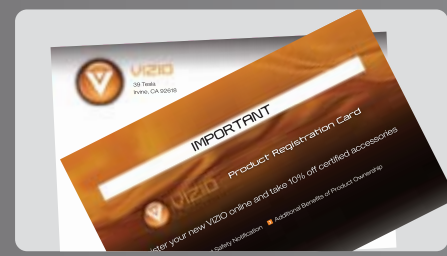 VIZIO
39 Tesla
Irvine, CA 92618
IMPORTANT
VIZIO Product Registration Card
ister your new VIZIO online and take 10% off certified accessories
Safety Notification Additional Benefits of Product Ownership